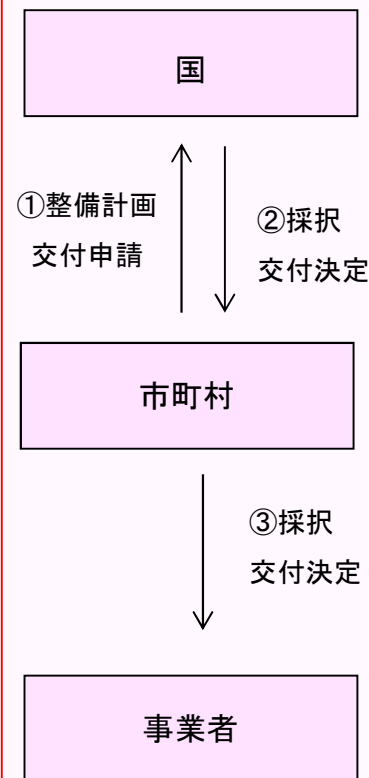 国
①整備計画
交付申請
②採択
交付決定
市町村
③採択
交付決定
事業者